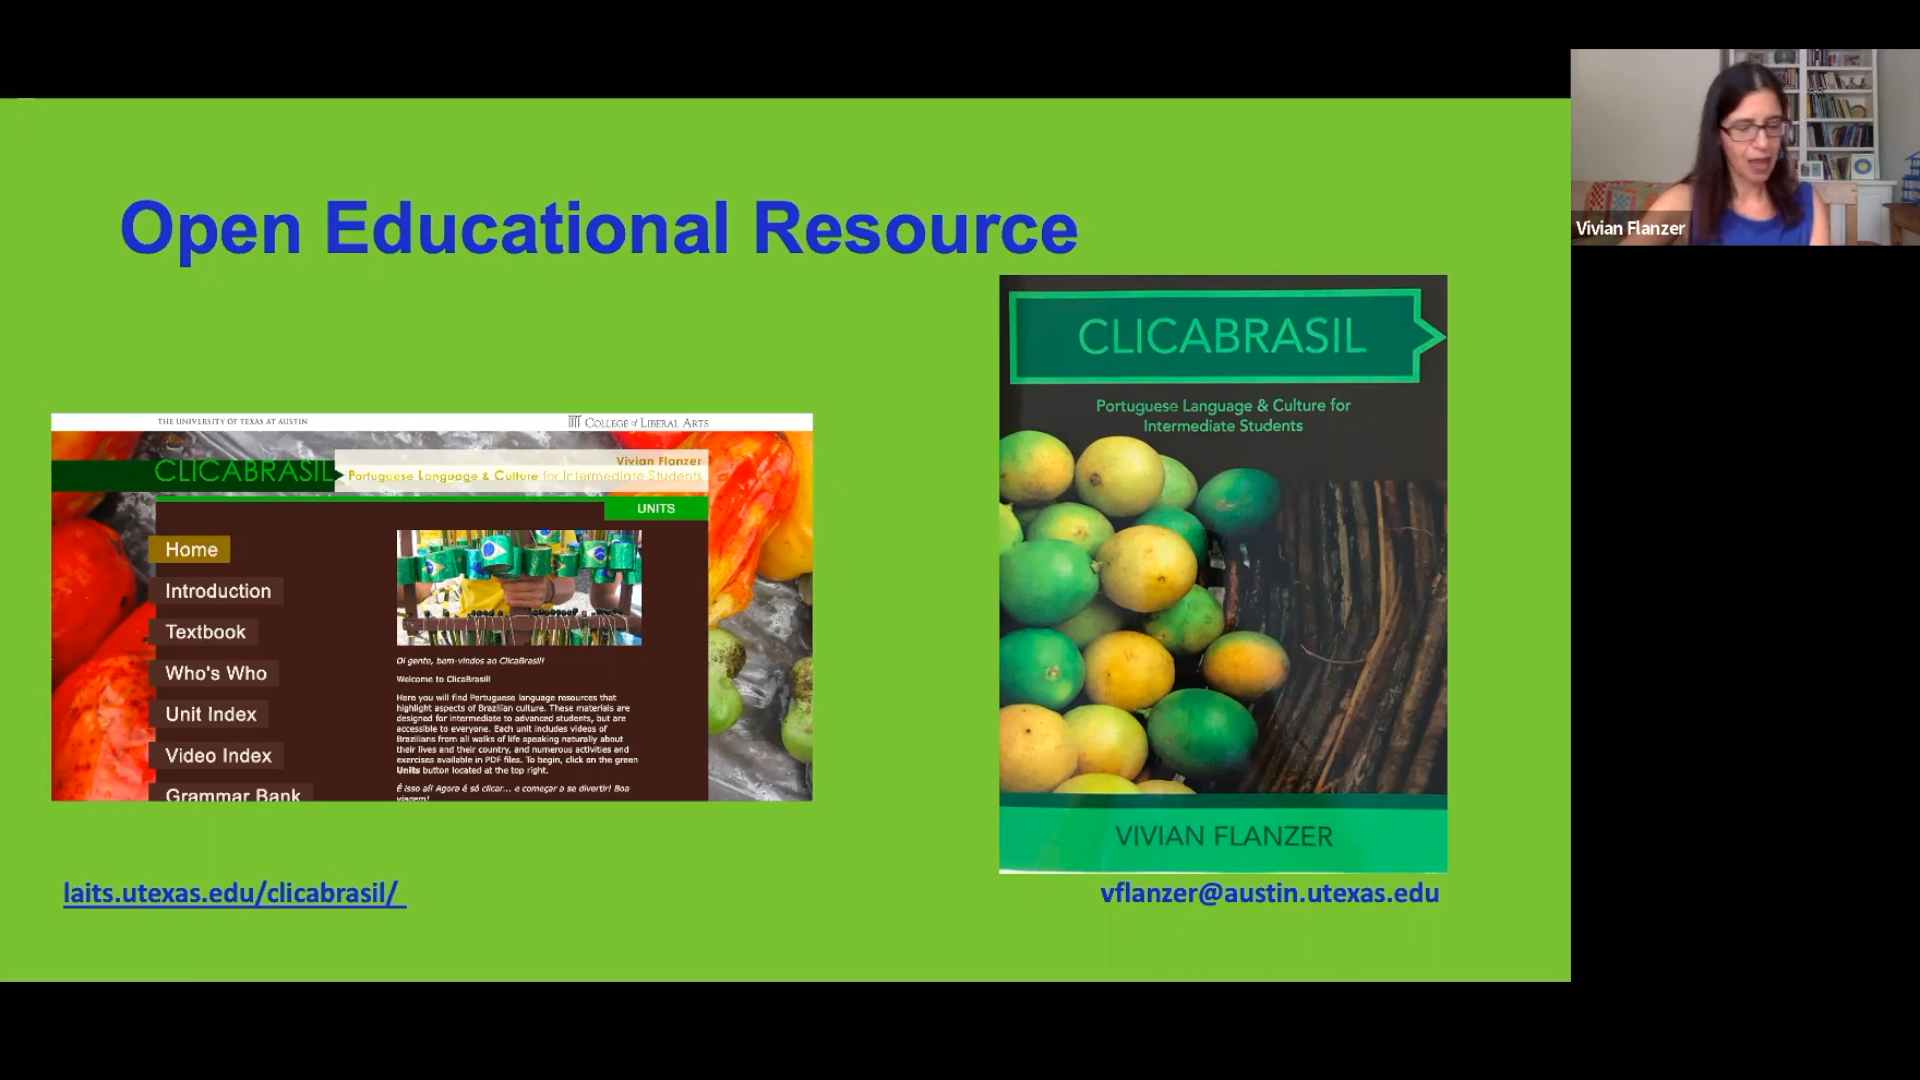 Open Educational Resource
THE UNIVERSITY OF TEXAS AT AUSTIN
COLLEGE of LIBERAL ARTS
CLICABRASIL
Vivian Flanzer
Portuguese Language & Culture for Intermediate Students
UNITS
Home
Introduction
Textbook
Who's Who
Unit Index
Video Index
Grammar Bank
Oi gente, bem-vindos ao ClicaBrasil!
Welcome to ClicaBrasil!
Here you will find Portuguese language resources that
highlight aspects of Brazilian culture. These materials are
designed for intermediate to advanced students, but are
accessible to everyone. Each unit includes videos of
Brazilians from all walks of life speaking naturally about
their lives and their country, and numerous activities and
exercises available in PDF files. To begin, click on the green
Units button located at the top right.
É isso aí! Agora é só clicar... e começar a se divertir! Boa
viagem!
laits.utexas.edu/clicabrasil/
CLICABRASIL
Portuguese Language & Culture for
Intermediate Students
VIVIAN FLANZER
vflanzer@austin.utexas.edu
Vivian Flanzer